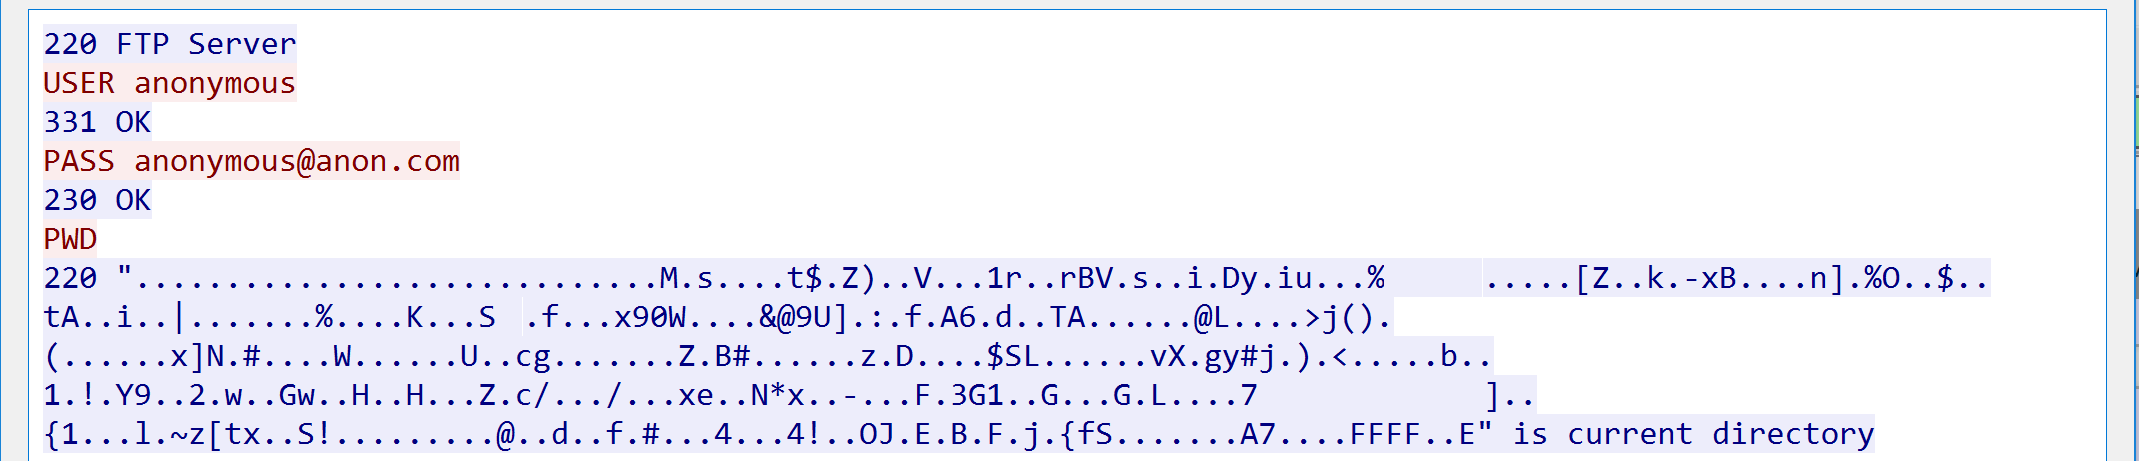 220 FTP Server
USER anonymous
331 OK
PASS anonymous@anon.com
230 OK
PWD
220 ".............................M.s....t$.Z)..V...1r..rBV.s..i.Dy.iu...%     .....[Z..k.-xB....n].%O..$..
tA..i..|.......%....K...S .f...x90W....&@9U].:.f.A6.d..TA......@L....>j().
(......x]N.#....W......U..cg.......Z.B#......z.D....$SL......vX.gy#j.).<.....b..
1.!.Y9..2.w..Gw..H..H...Z.c/.../...xe..N*x..-...F.3G1..G...G.L....7            ]..
{1...l.~z[tx..S!.........@..d..f.#...4...4!..OJ.E.B.F.j.{fS.......A7....FFFF..E" is current directory